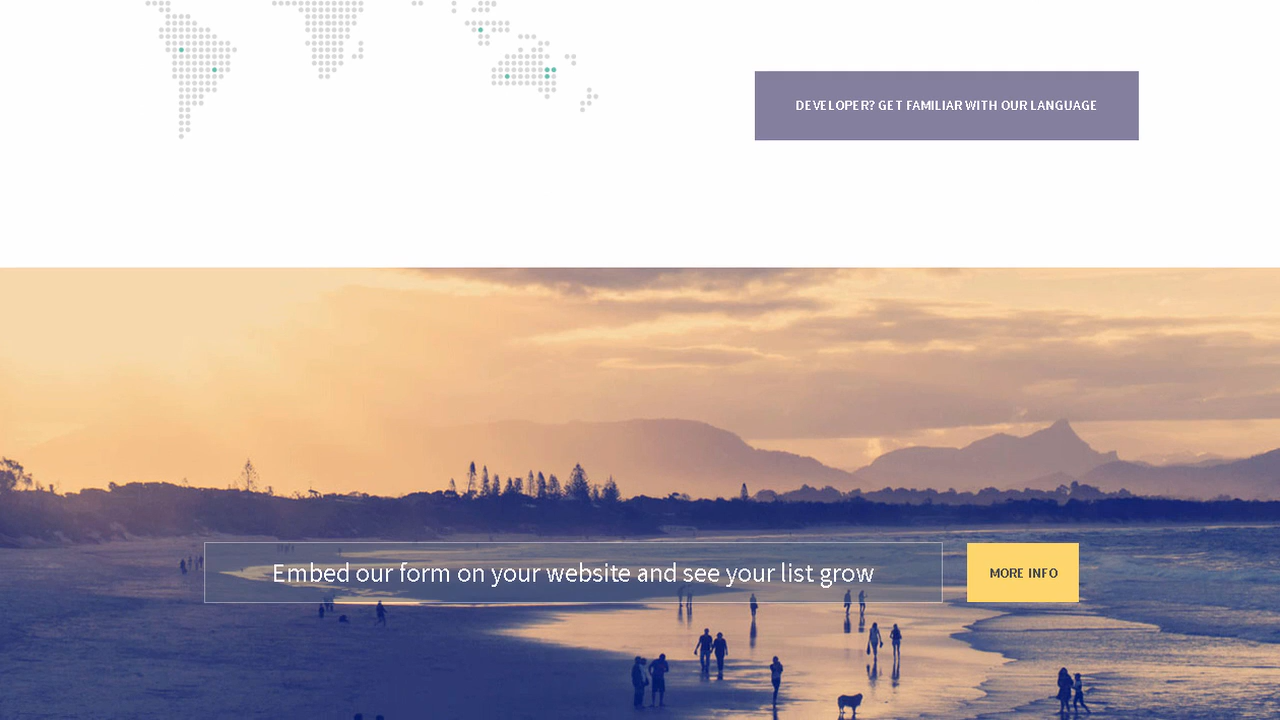 DEVELOPER? GET FAMILIAR WITH OUR LANGUAGE
Embed our form on your website and see your list grow
MORE INFO